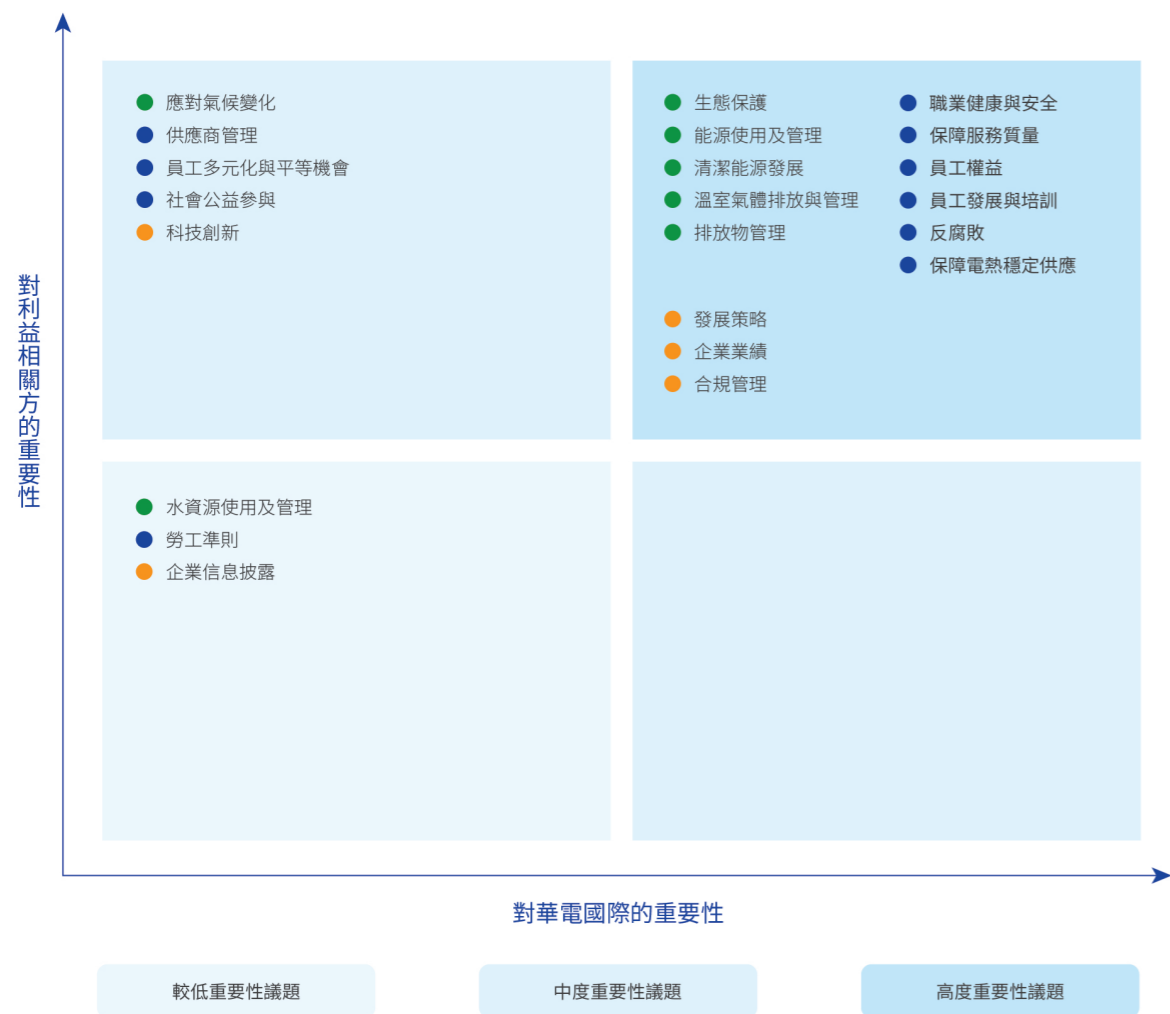 對利益相關方的重要性
應對氣候變化
供應商管理
員工多元化與平等機會
社會公益參與
科技創新
生態保護
能源使用及管理
清潔能源發展
溫室氣體排放與管理
排放物管理
發展策略
企業業績
合規管理
職業健康與安全
保障服務質量
員工權益
員工發展與培訓
反腐敗
保障電熱穩定供應
水資源使用及管理
勞工準則
企業信息披露
對華電國際的重要性
較低重要性議題
中度重要性議題
高度重要性議題